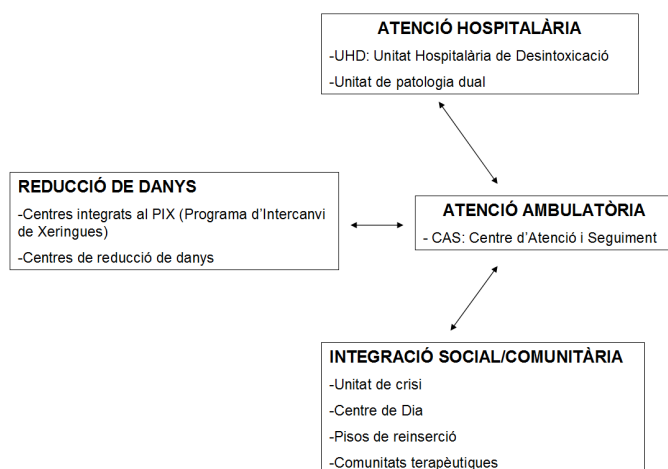 ATENCIÓ HOSPITALÀRIA
-UHD: Unitat Hospitalària de Desintoxicació
-Unitat de patologia dual
REDUCCIÓ DE DANYS
-Centres integrats al PIX (Programa d'Intercanvi
de Xeringues)
-Centres de reducció de danys
ATENCIÓ AMBULATÒRIA
- CAS: Centre d'Atenció i Seguiment
INTEGRACIÓ SOCIAL/COMUNITÀRIA
-Unitat de crisi
-Centre de Dia
-Pisos de reinserció
-Comunitats terapèutiques